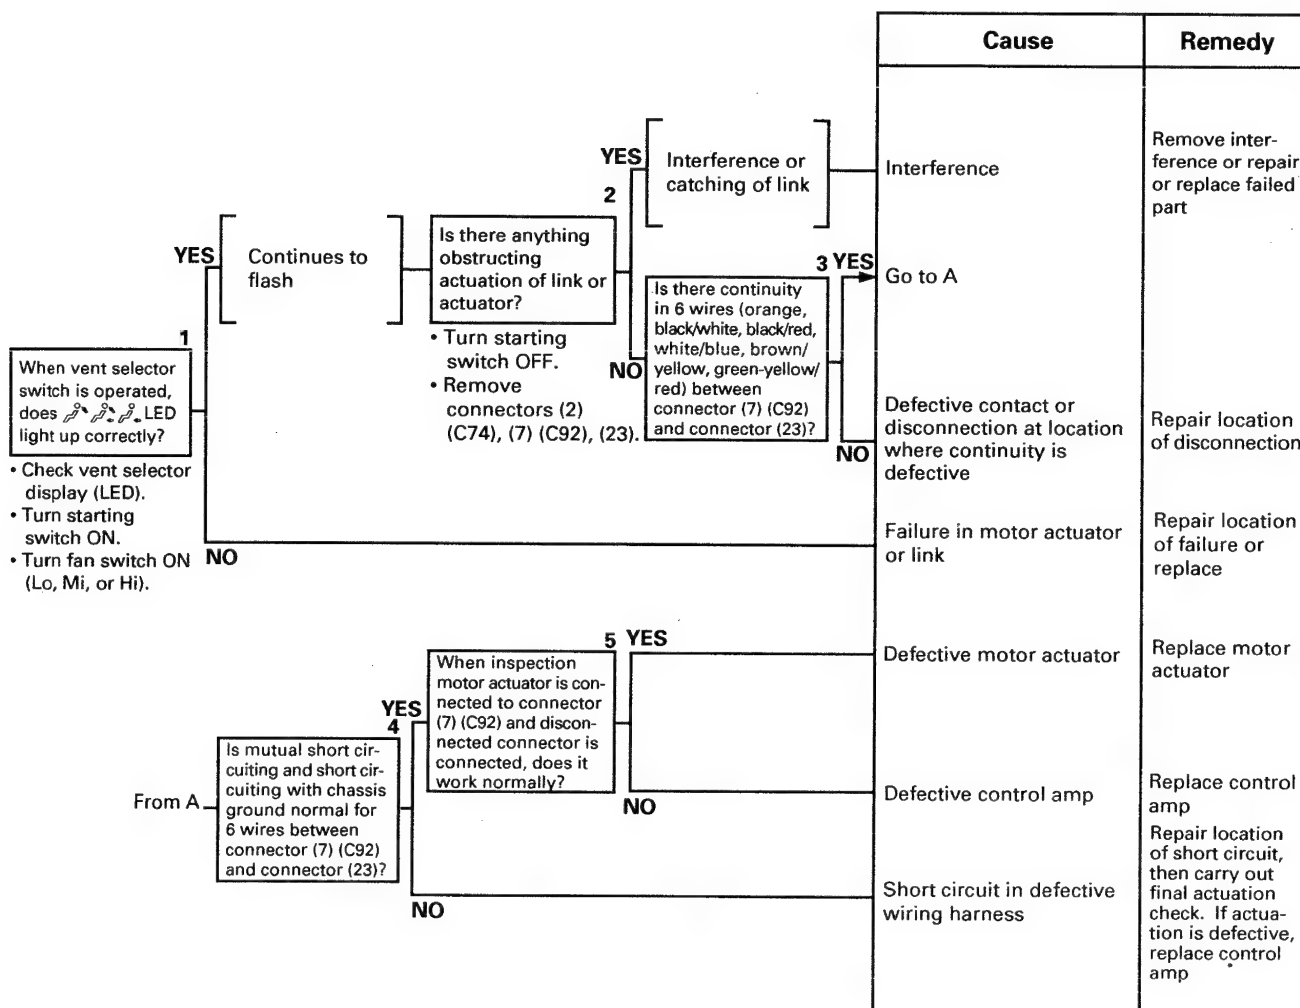 Cause
Remedy
YES
Interference or
catching of link
Interference
Remove inter-
ference or repair
or replace failed
part
2
YES
Continues to
flash
Is there anything
obstructing
actuation of link or
actuator?
• Turn starting
switch OFF.
• Remove
connectors (2)
(C74), (7) (C92), (23).
NO
3 YES
Is there continuity
in 6 wires (orange,
black/white, black/red,
white/blue, brown/
yellow, green-yellow/
red) between
connector (7) (C92)
and connector (23)?
Go to A
NO
Defective contact or
disconnection at location
where continuity is
defective
Repair location
of disconnection
1
When vent selector
switch is operated,
does LED
light up correctly?
• Check vent selector
display (LED).
• Turn starting
switch ON.
• Turn fan switch ON
(Lo, Mi, or Hi).
NO
Failure in motor actuator
or link
Repair location
of failure or
replace
5 YES
When inspection
motor actuator is con-
nected to connector
(7) (C92) and discon-
nected connector is
connected, does it
work normally?
Defective motor actuator
Replace motor
actuator
YES
4
From A
Is mutual short cir-
cuiting and short cir-
cuiting with chassis
ground normal for
6 wires between
connector (7) (C92)
and connector (23)?
NO
Defective control amp
Replace control
amp
NO
Short circuit in defective
wiring harness
Repair location
of short circuit,
then carry out
final actuation
check. If actua-
tion is defective,
replace control
amp